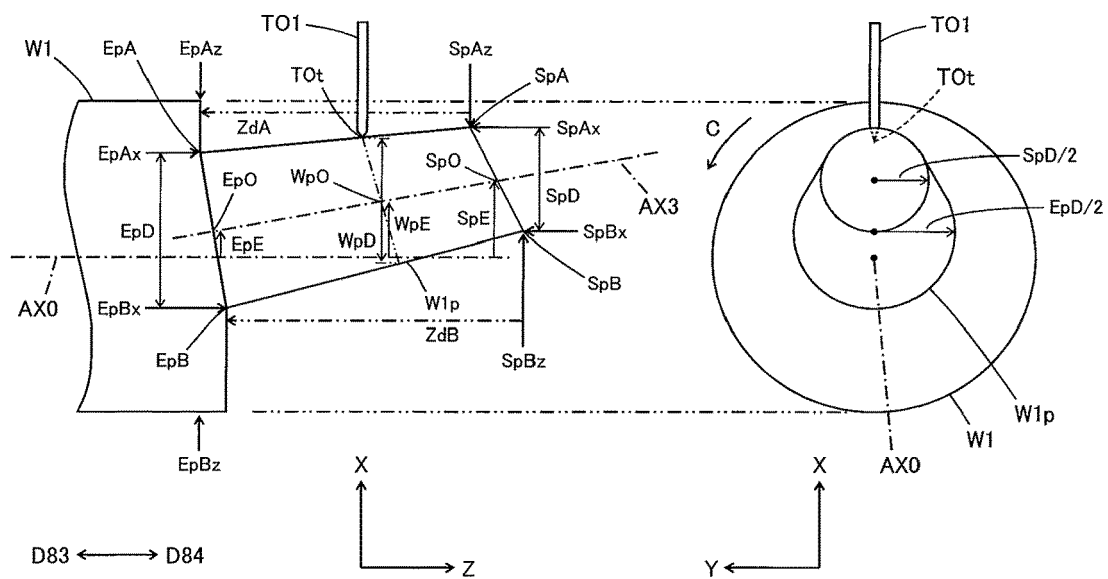 TO1
TO1
W1
EpA
EpAz
SpAz
SpA
TOt
TOt
ZdA
C
EpAx
SpAx
SpD/2
SpO
EpO
WpO
SpD
AX3
EpD/2
EpD
EpE
WpD
WpE
SpE
SpBx
AX0
SpB
EpBx
W1p
EpB
ZdB
SpBz
W1p
W1
EpBz
AX0
X
X
D83
D84
Z
Y